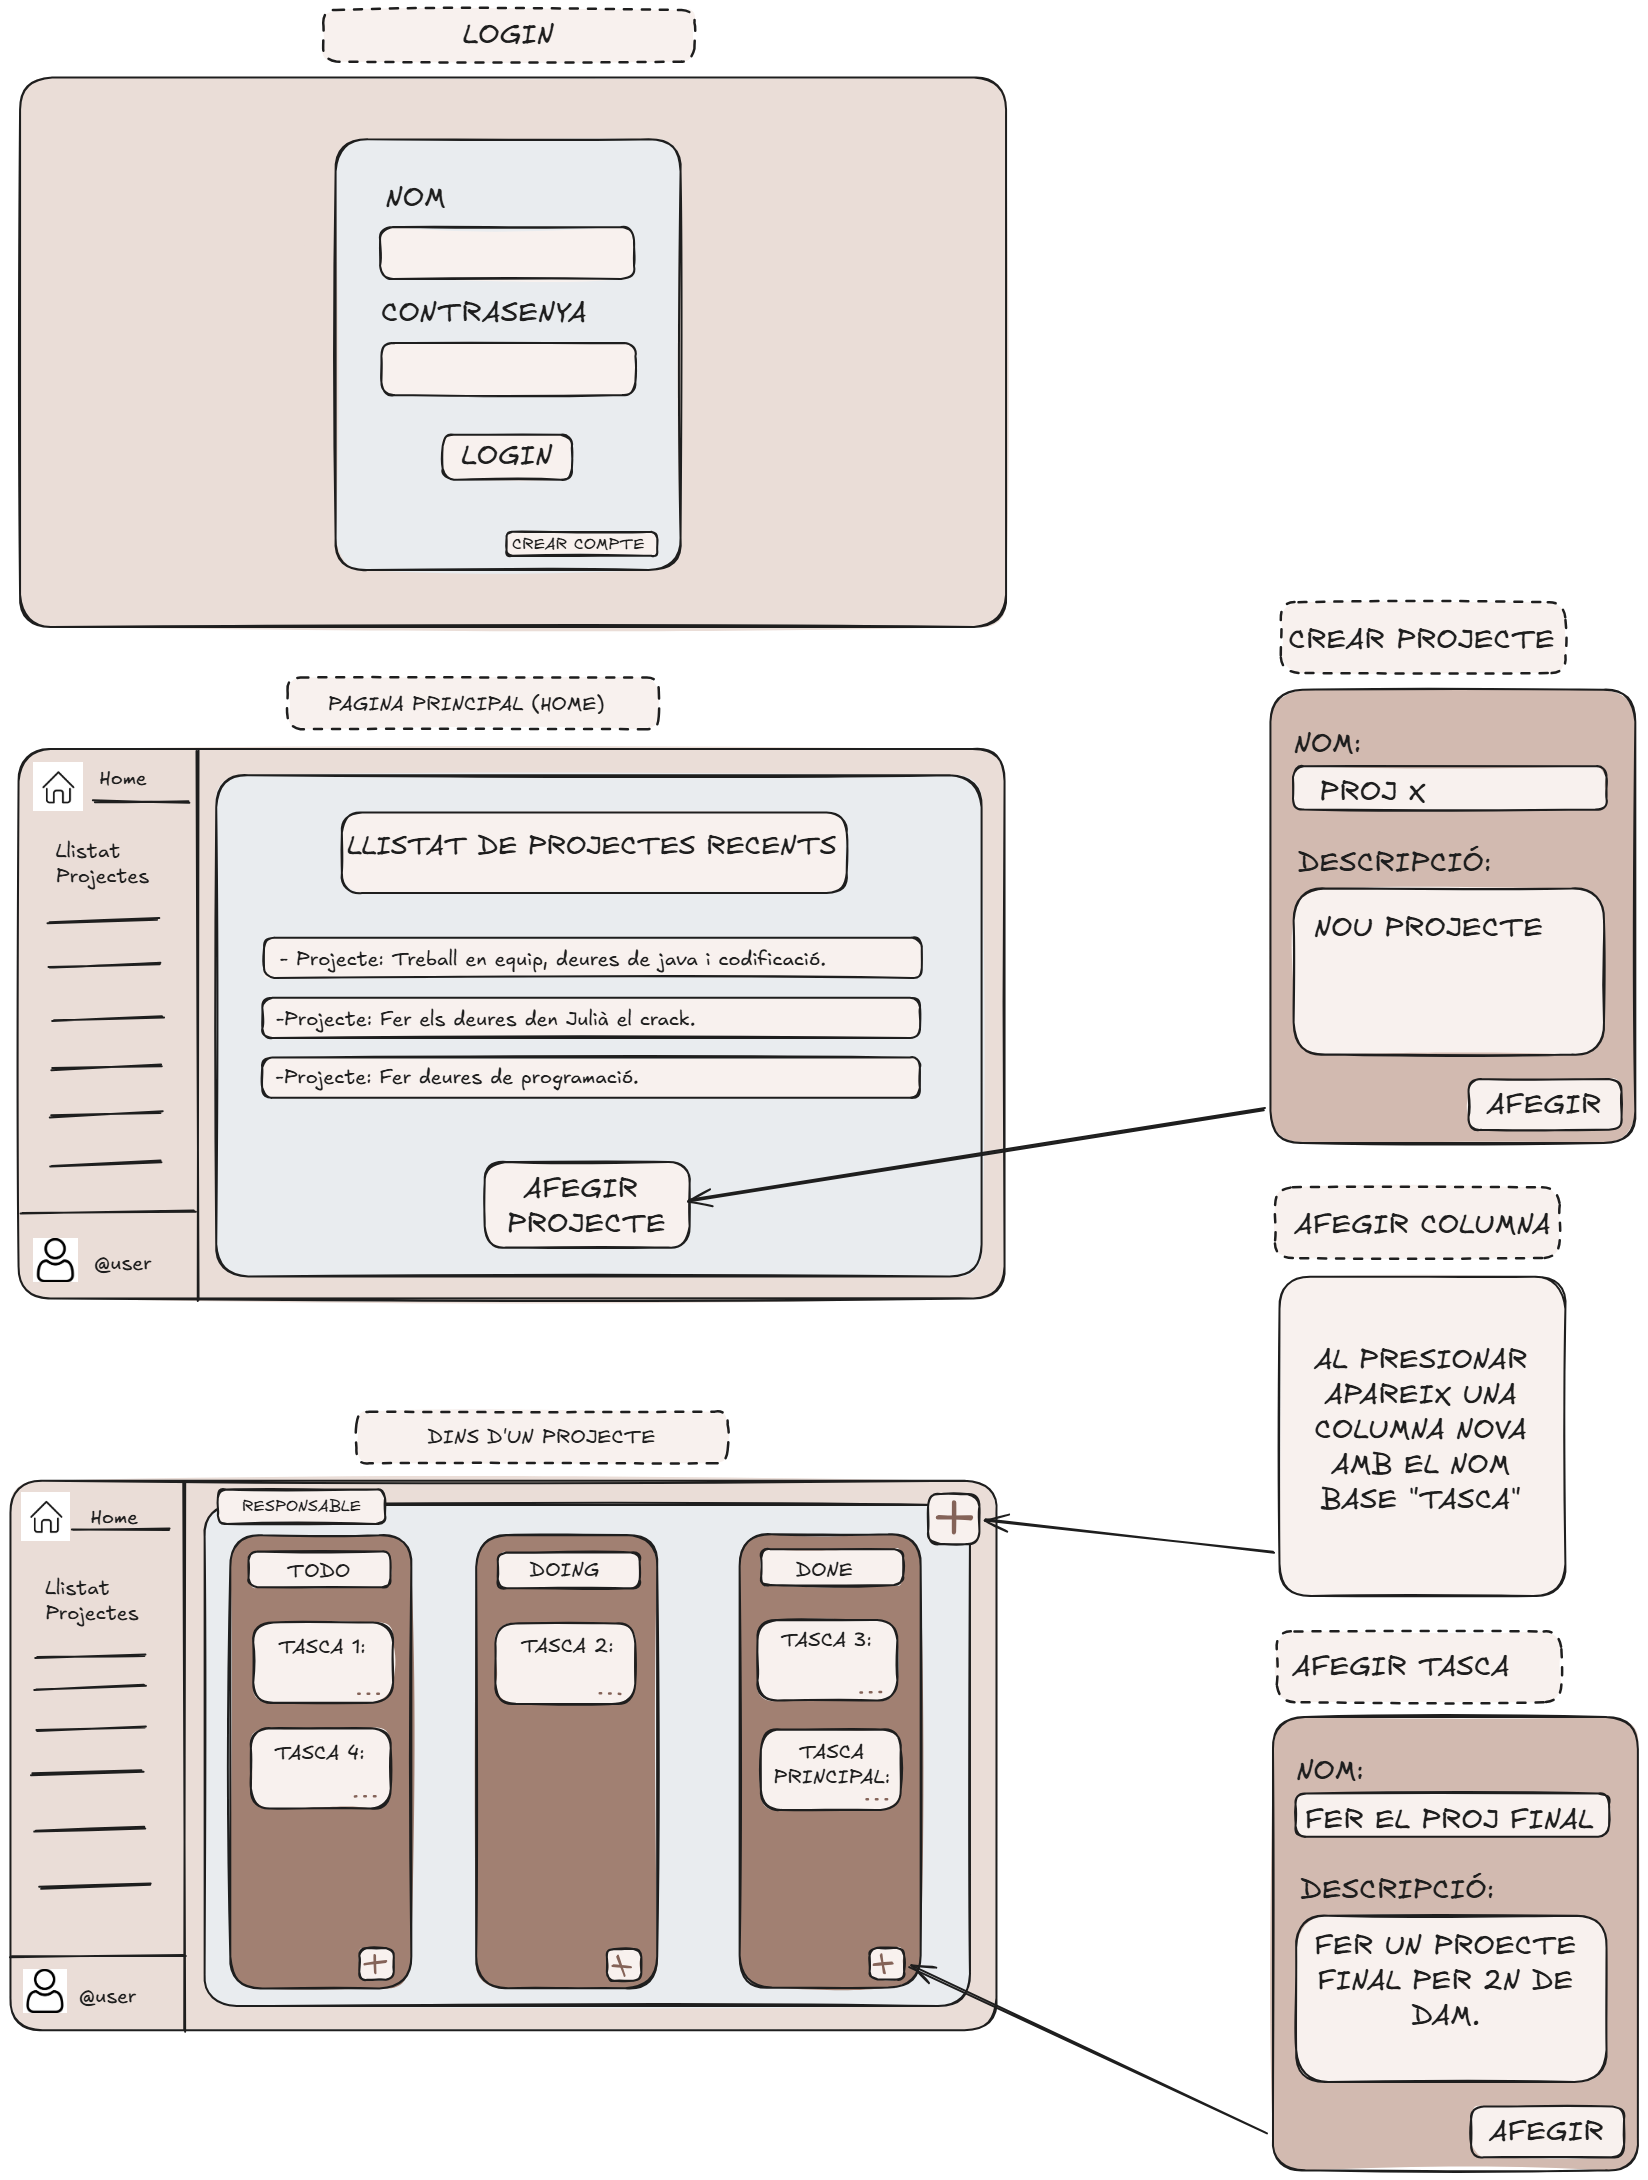 LOGIN
NOM
CONTRASENYA
LOGIN
CREAR COMPTE
PAGINA PRINCIPAL (HOME)
Home
Llistat
Projectes
@user
LLISTAT DE PROJECTES RECENTS
- Projecte: Treball en equip, deures de java i codificació.
-Projecte: Fer els deures den Julià el crack.
-Projecte: Fer deures de programació.
AFEGIR
PROJECTE
CREAR PROJECTE
NOM:
PROJ X
DESCRIPCIÓ:
NOU PROJECTE
AFEGIR
AFEGIR COLUMNA
AL PRESIONAR
APAREIX UNA
COLUMNA NOVA
AMB EL NOM
BASE "TASCA"
DINS D'UN PROJECTE
Home
Llistat
Projectes
@user
RESPONSABLE
TODO
TASCA 1:
...
TASCA 4:
...
DOING
TASCA 2:
...
DONE
TASCA 3:
...
TASCA
PRINCIPAL:
...
AFEGIR TASCA
NOM:
FER EL PROJ FINAL
DESCRIPCIÓ:
FER UN PROECTE
FINAL PER 2N DE
DAM.
AFEGIR